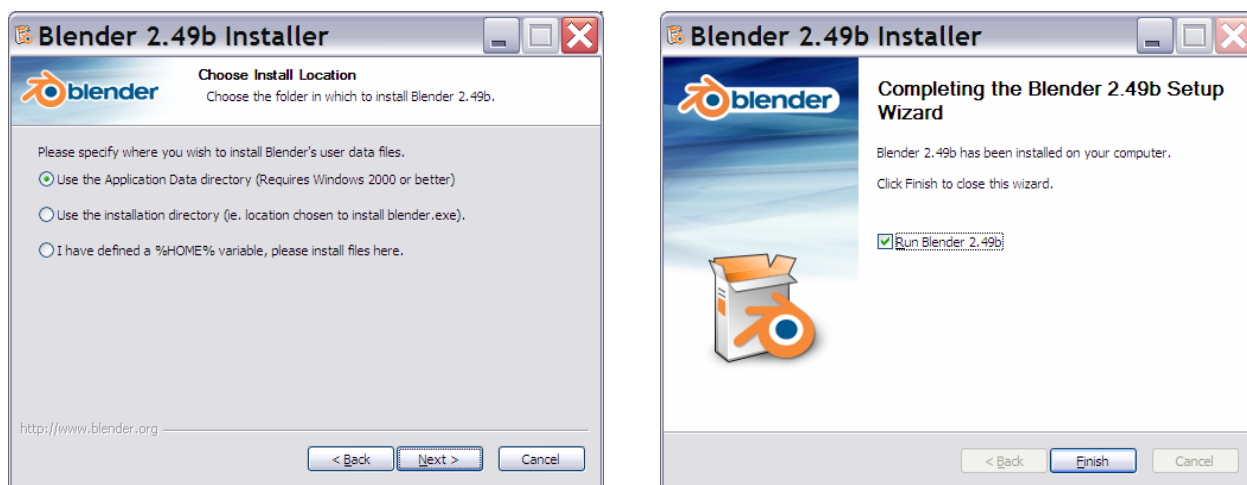 Blender 2.49b Installer
blender
Choose Install Location
Choose the folder in which to install Blender 2.49b.
Please specify where you wish to install Blender's user data files.
Use the Application Data directory (Requires Windows 2000 or better)
Use the installation directory (ie. location chosen to install blender.exe).
I have defined a %HOME% variable, please install files here.
http://www.blender.org
< Back
Next >
Cancel
Blender 2.49b Installer
blender
Completing the Blender 2.49b Setup
Wizard
Blender 2.49b has been installed on your computer.
Click Finish to close this wizard.
Run Blender 2.49b
< Back
Finish
Cancel